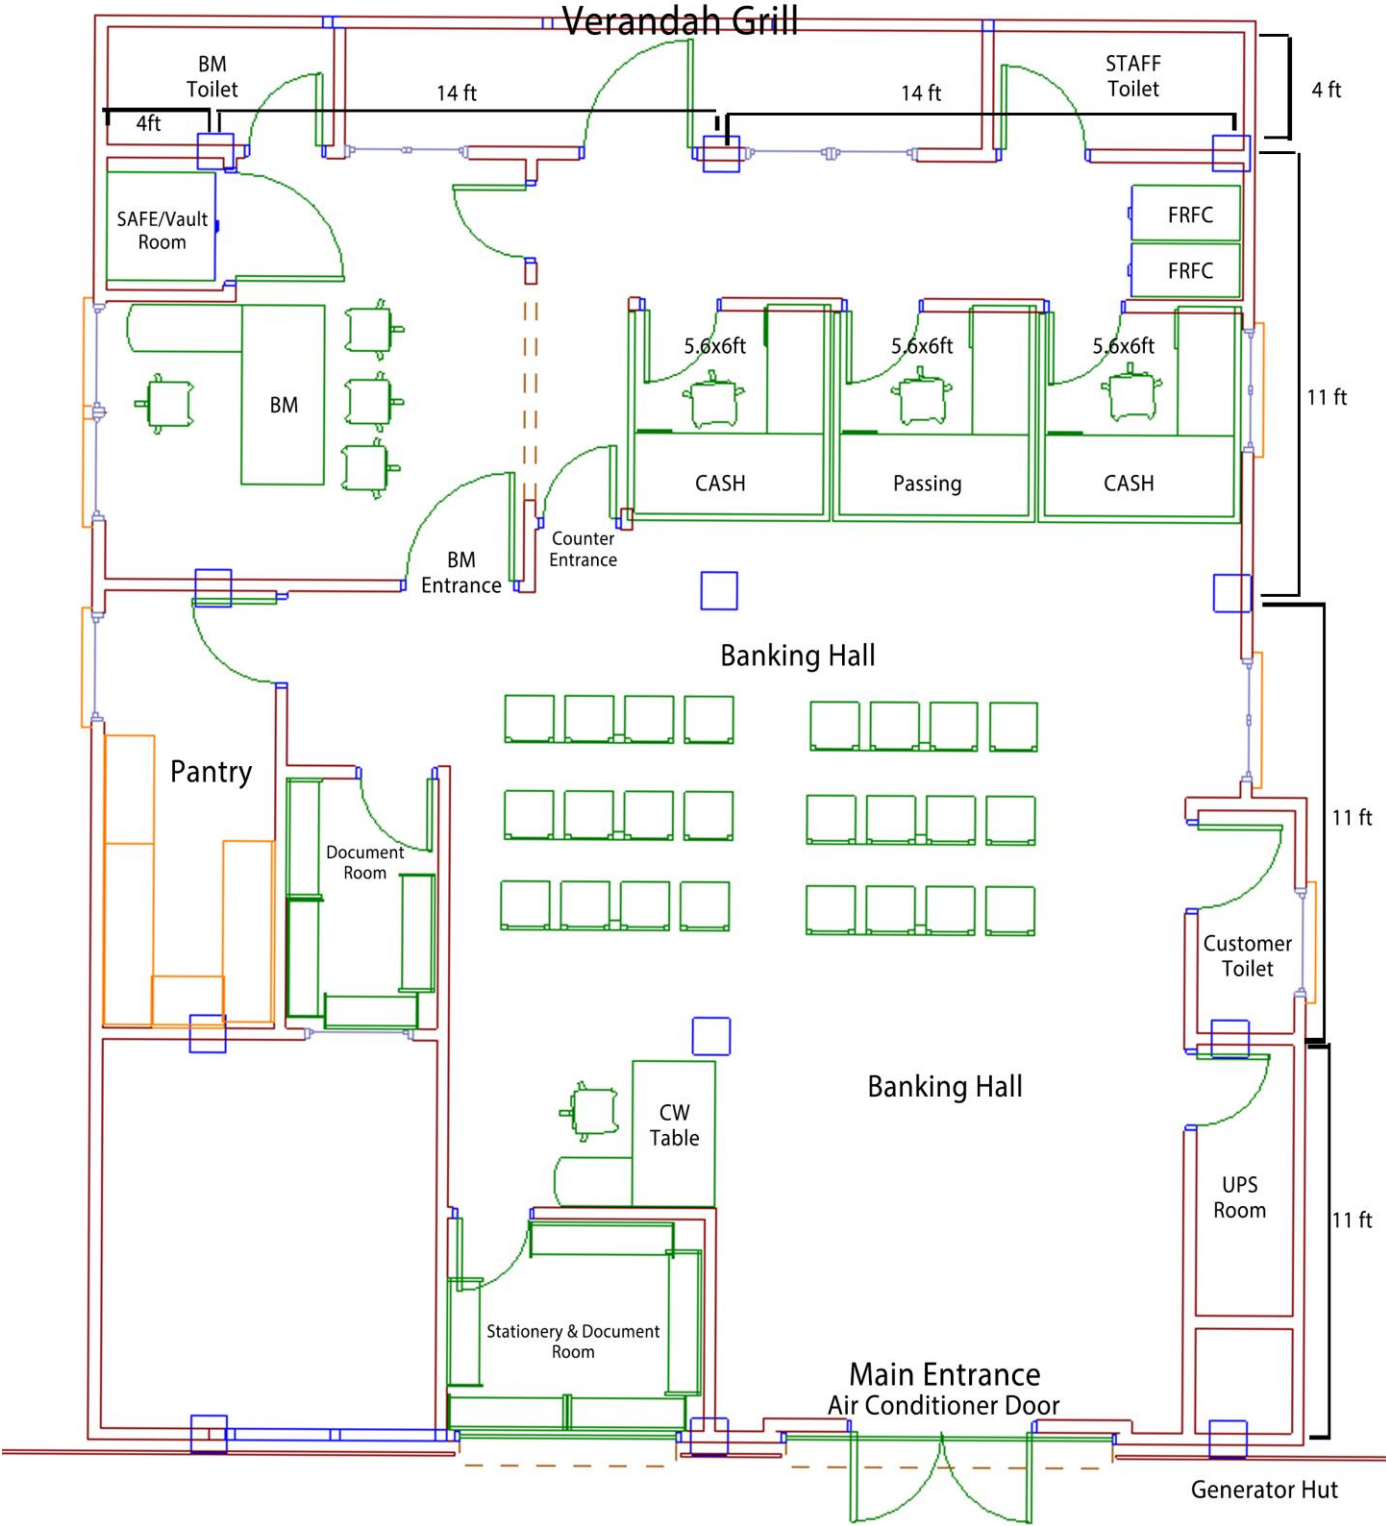 Verandah Grill
BM
Toilet
STAFF
Toilet
14 ft
14 ft
4 ft
4ft
SAFE/Vault
Room
FRFC
FRFC
5.6x6ft
5.6x6ft
5.6x6ft
11 ft
BM
CASH
Passing
CASH
Counter
Entrance
BM
Entrance
Banking Hall
Pantry
11 ft
Document
Room
Customer
Toilet
Banking Hall
CW
Table
UPS
Room
11 ft
Stationery & Document
Room
Main Entrance
Air Conditioner Door
Generator Hut